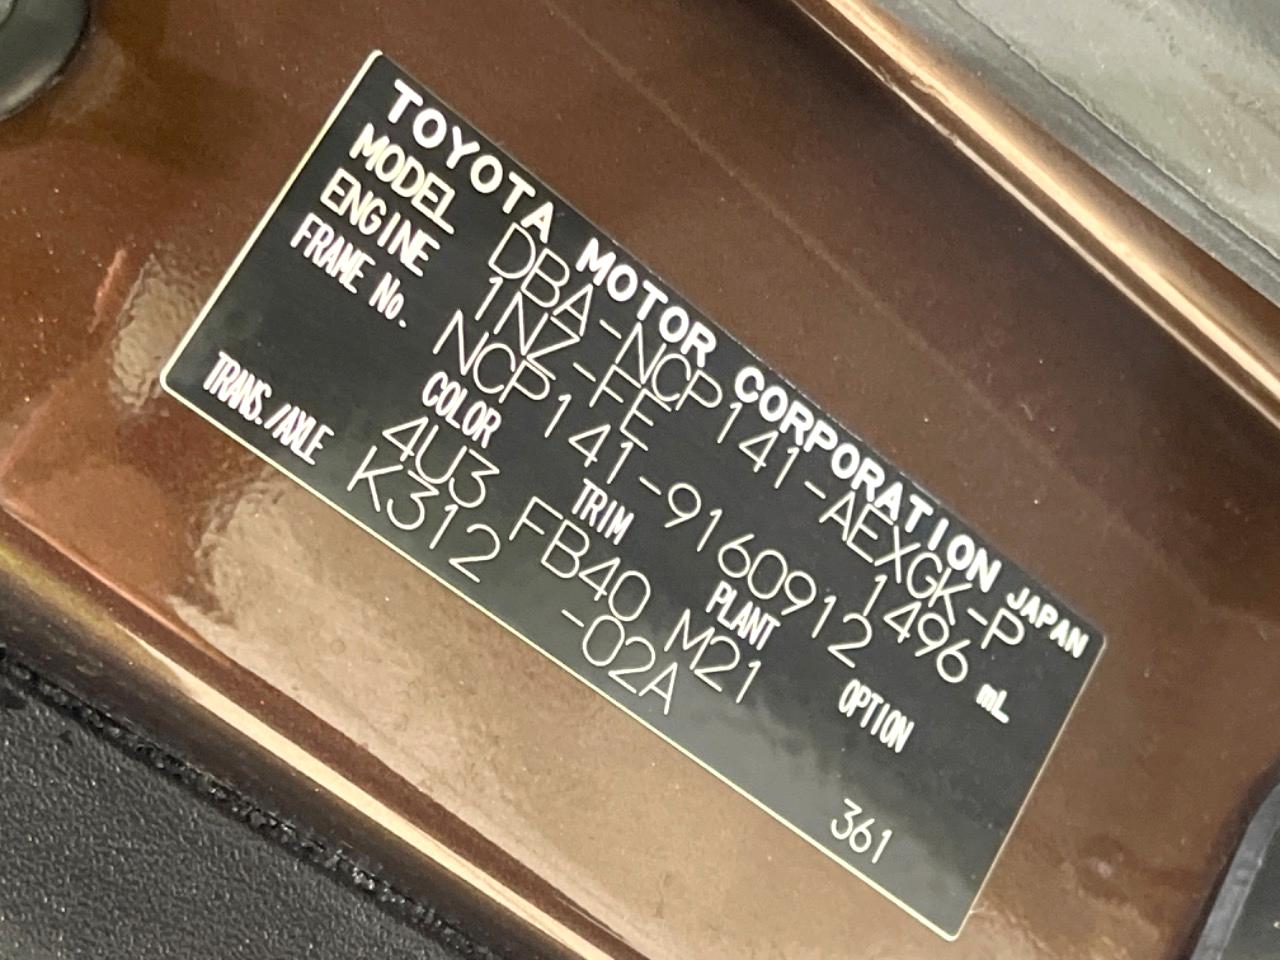 TOYOTA MOTOR CORPORATION JAPAN
MODEL DBA-NCP141-AEXGK-P
ENGINE 1NZ-FE 1496 mL
FRAME No. NCP141-9160912
COLOR TRIM PLANT OPTION
4U3 FB40 M21
TRANS./AXLE K312 -02A 361